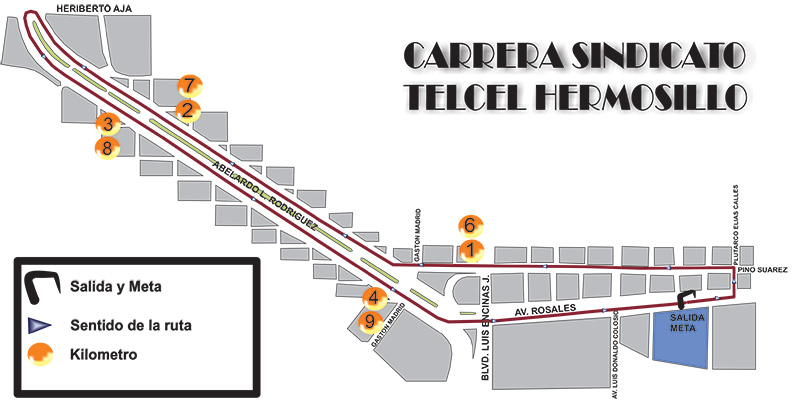 HERIBERTO AJA
CARRERA SINDICATO
TELCEL HERMOSILLO
7
2
3
8
ABELARDO L. RODRIGUEZ
6
1
GASTON MADRID
PLUTARCO ELIAS CALLES
PINO SUAREZ
4
9
GASTON MADRID
BLVD. LUIS ENCINAS J.
AV. ROSALES
AV. LUIS DONALDO COLOSIO
SALIDA
META
Salida y Meta
Sentido de la ruta
Kilometro